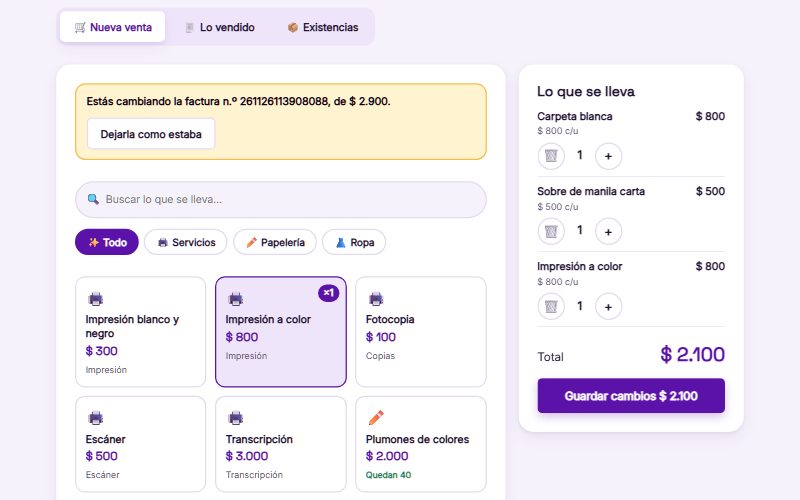 Nueva venta
Lo vendido
Existencias
Estás cambiando la factura n.º 261126113908088, de $ 2.900.
Dejarla como estaba
Buscar lo que se lleva...
Todo
Servicios
Papelería
Ropa
Impresión blanco y
negro
$ 300
Impresión
×1
Impresión a color
$ 800
Impresión
Fotocopia
$ 100
Copias
Escáner
$ 500
Escáner
Transcripción
$ 3.000
Transcripción
Plumones de colores
$ 2.000
Quedan 40
Lo que se lleva
Carpeta blanca $ 800
$ 800 c/u
1 +
Sobre de manila carta $ 500
$ 500 c/u
1 +
Impresión a color $ 800
$ 800 c/u
1 +
Total $ 2.100
Guardar cambios $ 2.100